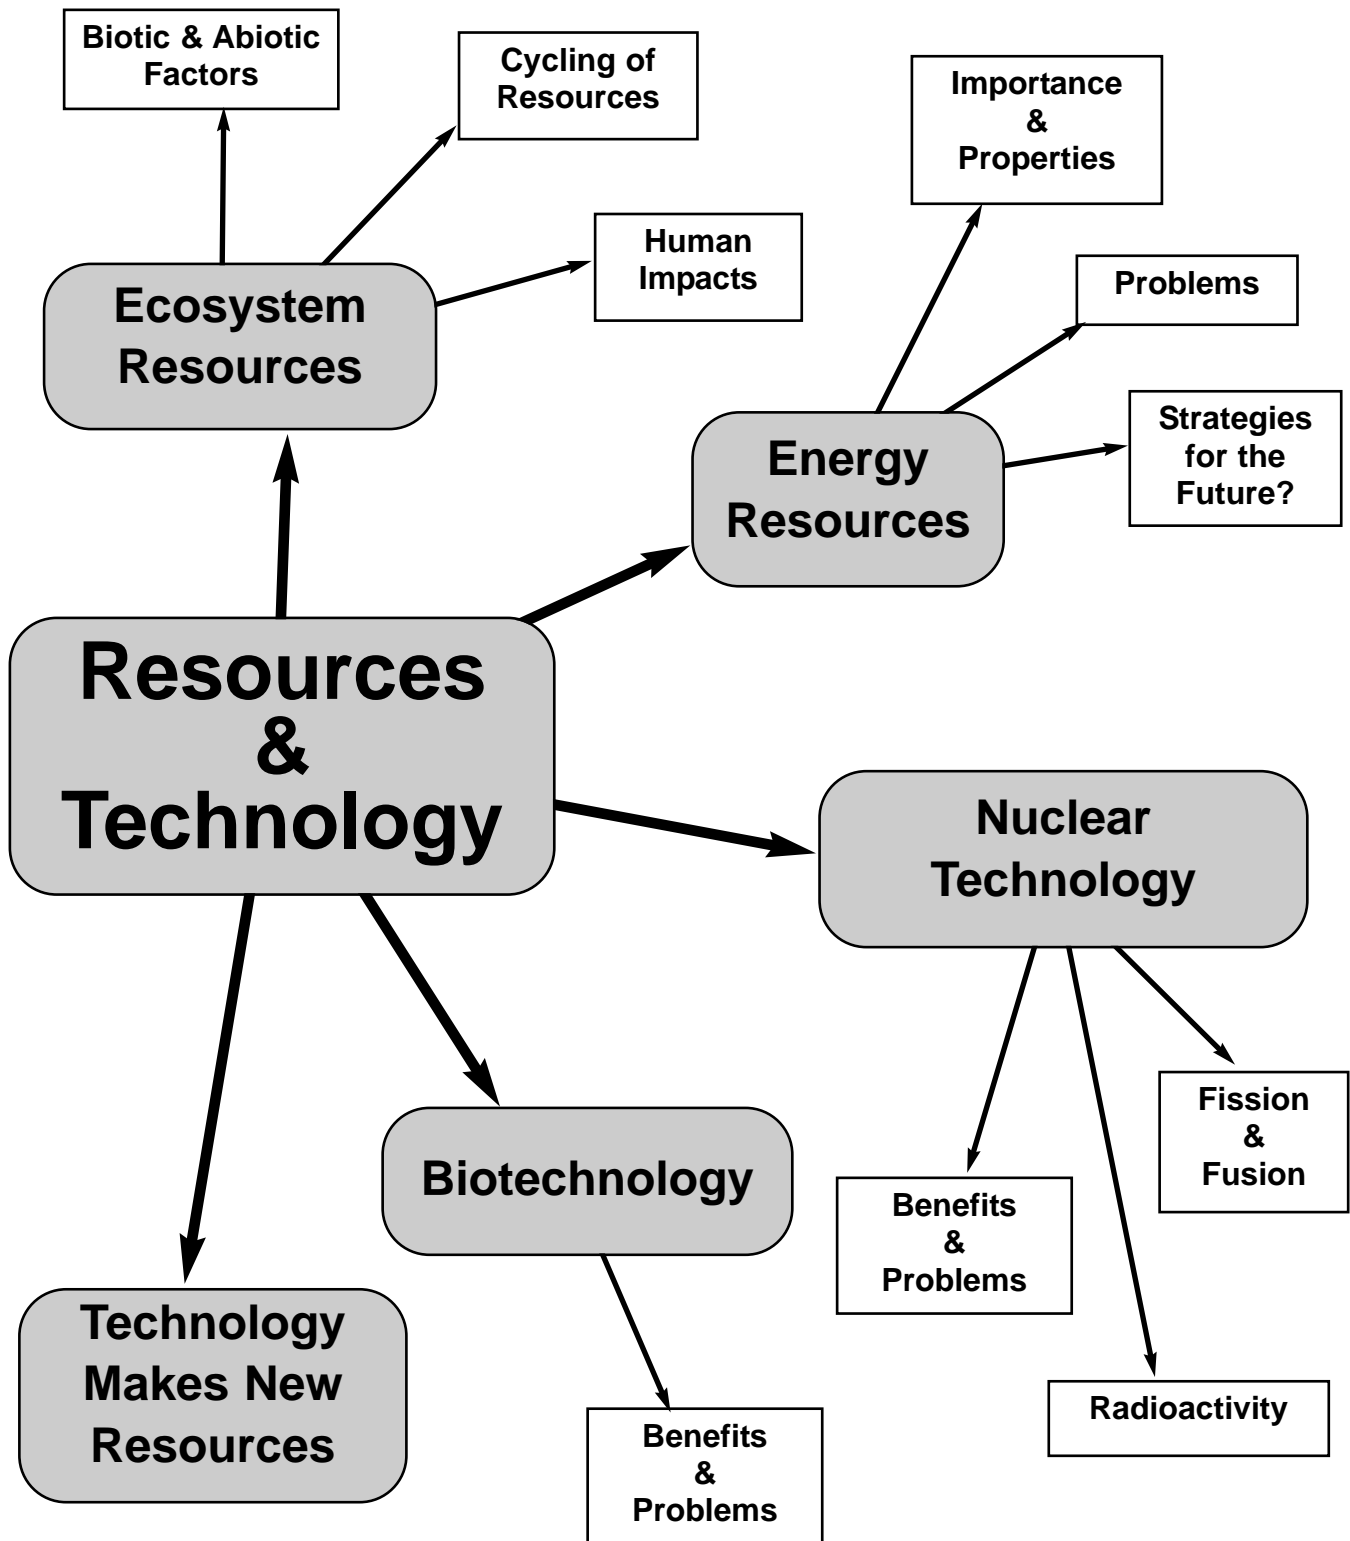 Biotic & Abiotic
Factors
Cycling of
Resources
Importance
&
Properties
Human
Impacts
Problems
Ecosystem
Resources
Strategies
for the
Future?
Energy
Resources
Resources
&
Technology
Nuclear
Technology
Fission
&
Fusion
Biotechnology
Benefits
&
Problems
Technology
Makes New
Resources
Radioactivity
Benefits
&
Problems